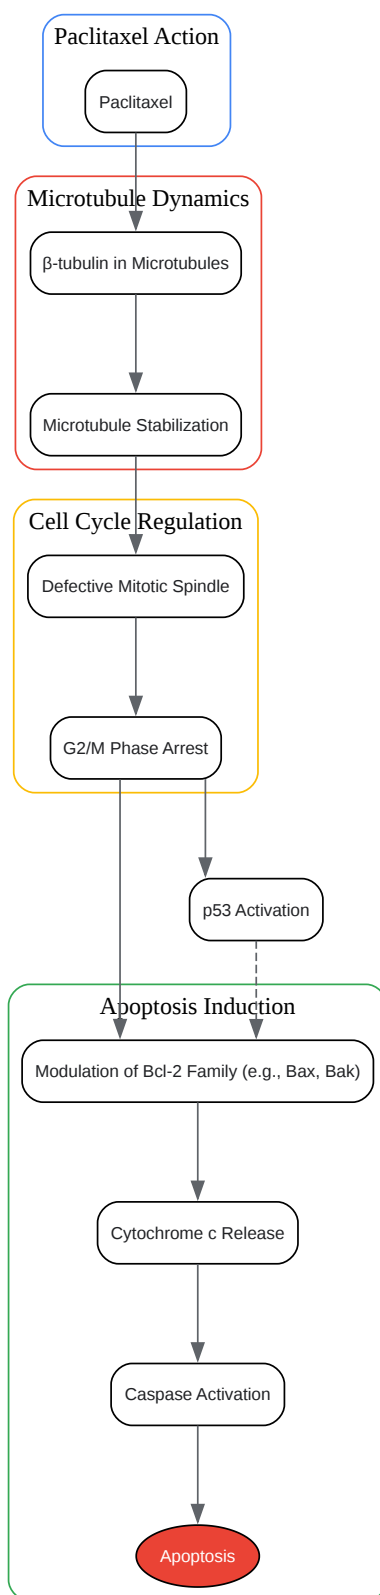 Paclitaxel Action
Paclitaxel
Microtubule Dynamics
β-tubulin in Microtubules
Microtubule Stabilization
Cell Cycle Regulation
Defective Mitotic Spindle
G2/M Phase Arrest
p53 Activation
Apoptosis Induction
Modulation of Bcl-2 Family (e.g., Bax, Bak)
Cytochrome c Release
Caspase Activation
Apoptosis